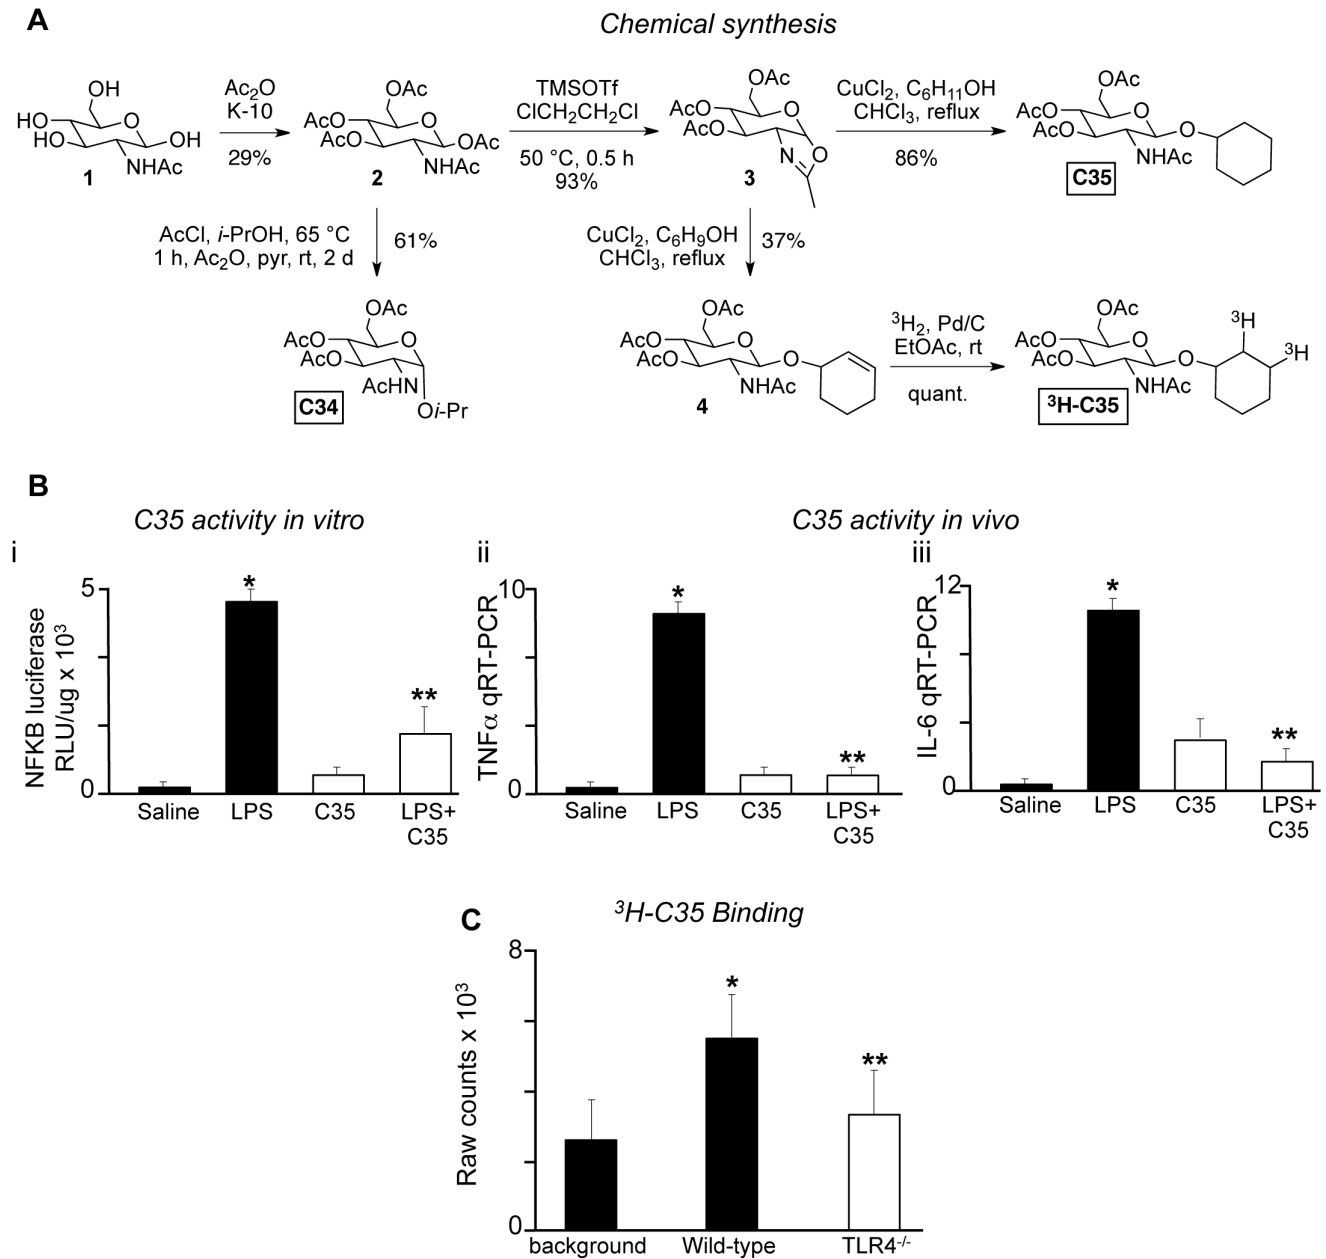 A
Chemical synthesis
OH
HO
HO
O
OH
NHAc
1
Ac2O
K-10
29%
OAc
AcO
AcO
O
OAc
NHAc
2
TMSOTf
ClCH2CH2Cl
50 °C, 0.5 h
93%
OAc
AcO
AcO
O
N
O
3
CuCl2, C6H11OH
CHCl3, reflux
86%
OAc
AcO
AcO
O
O
NHAc
C35
AcCl, i-PrOH, 65 °C
1 h, Ac2O, pyr, rt, 2 d
61%
CuCl2, C6H9OH
CHCl3, reflux
37%
OAc
AcO
AcO
O
AcHN
Oi-Pr
C34
OAc
AcO
AcO
O
O
NHAc
4
3H2, Pd/C
EtOAc, rt
quant.
OAc
AcO
AcO
O
O
NHAc
3H
3H
3H-C35
B
C35 activity in vitro
C35 activity in vivo
i
NFKB luciferase
RLU/ug x 10³
5
0
*
**
Saline
LPS
C35
LPS+
C35
ii
TNFα qRT-PCR
10
0
*
**
Saline
LPS
C35
LPS+
C35
iii
IL-6 qRT-PCR
12
0
*
**
Saline
LPS
C35
LPS+
C35
C
³H-C35 Binding
Raw counts x 10³
8
0
*
**
background
Wild-type
TLR4-/-